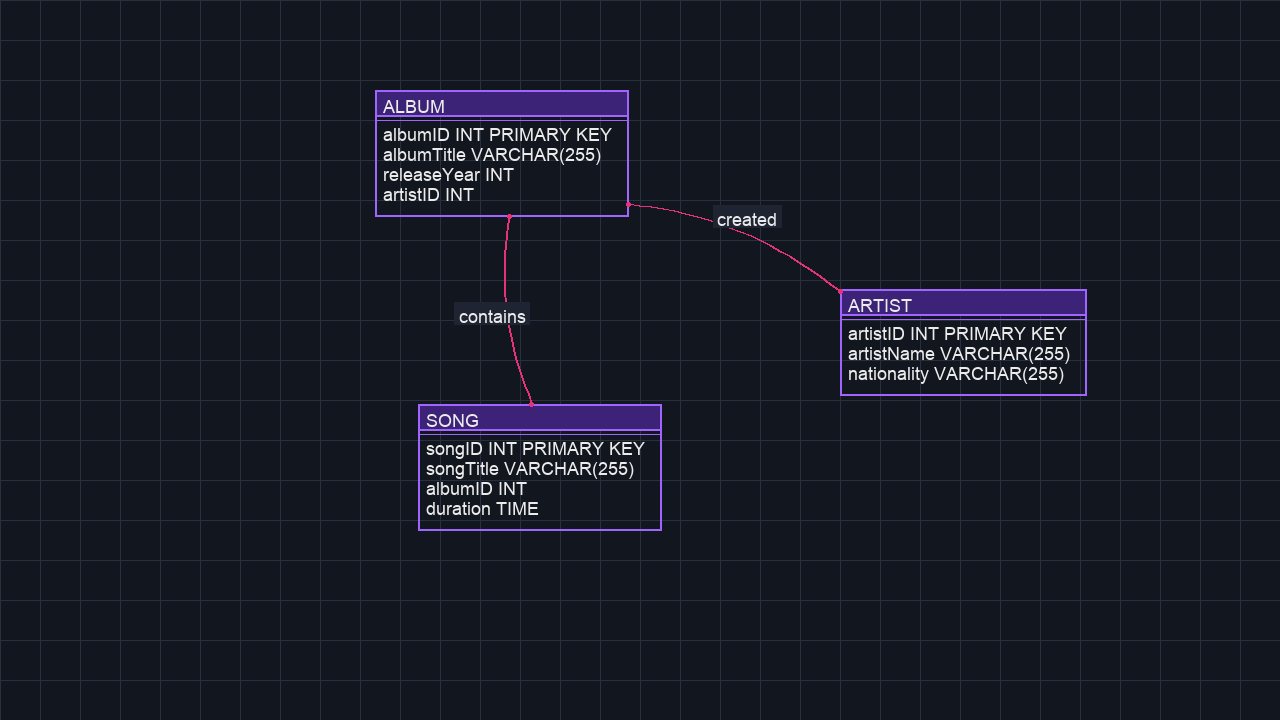 ALBUM
albumID INT PRIMARY KEY
albumTitle VARCHAR(255)
releaseYear INT
artistID INT
created
ARTIST
artistID INT PRIMARY KEY
artistName VARCHAR(255)
nationality VARCHAR(255)
contains
SONG
songID INT PRIMARY KEY
songTitle VARCHAR(255)
albumID INT
duration TIME